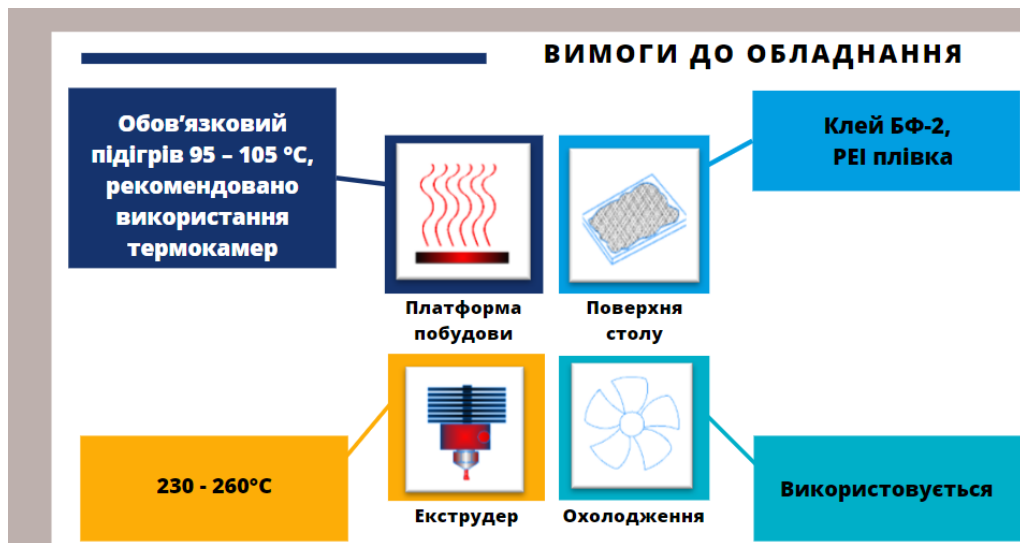 ВИМОГИ ДО ОБЛАДНАННЯ
Обов’язковий
підігрів 95 – 105 °C,
рекомендовано
використання
термокамер
Клей БФ-2,
PEI плівка
Платформа
побудови
Поверхня
столу
230 - 260°C
Екструдер
Охолодження
Використовується